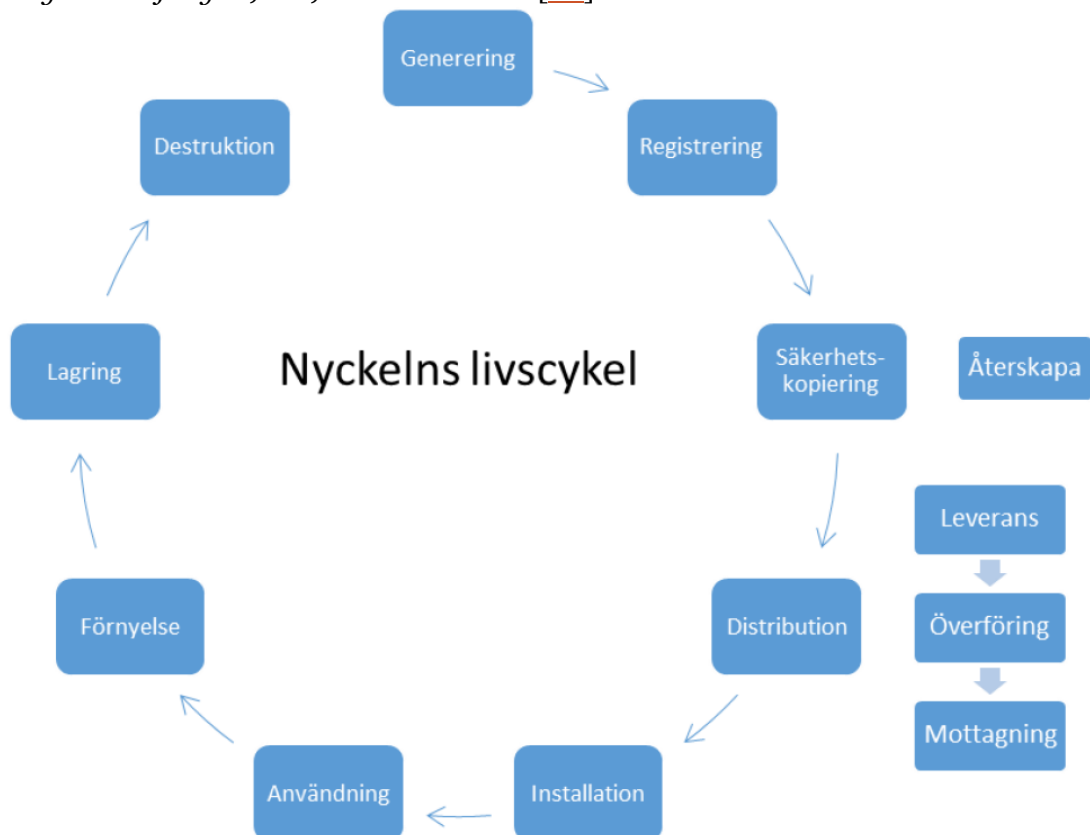 Generering
Registrering
Destruktion
Säkerhets-
kopiering
Återskapa
Nyckelns livscykel
Lagring
Leverans
Överföring
Mottagning
Distribution
Förnyelse
Installation
Användning